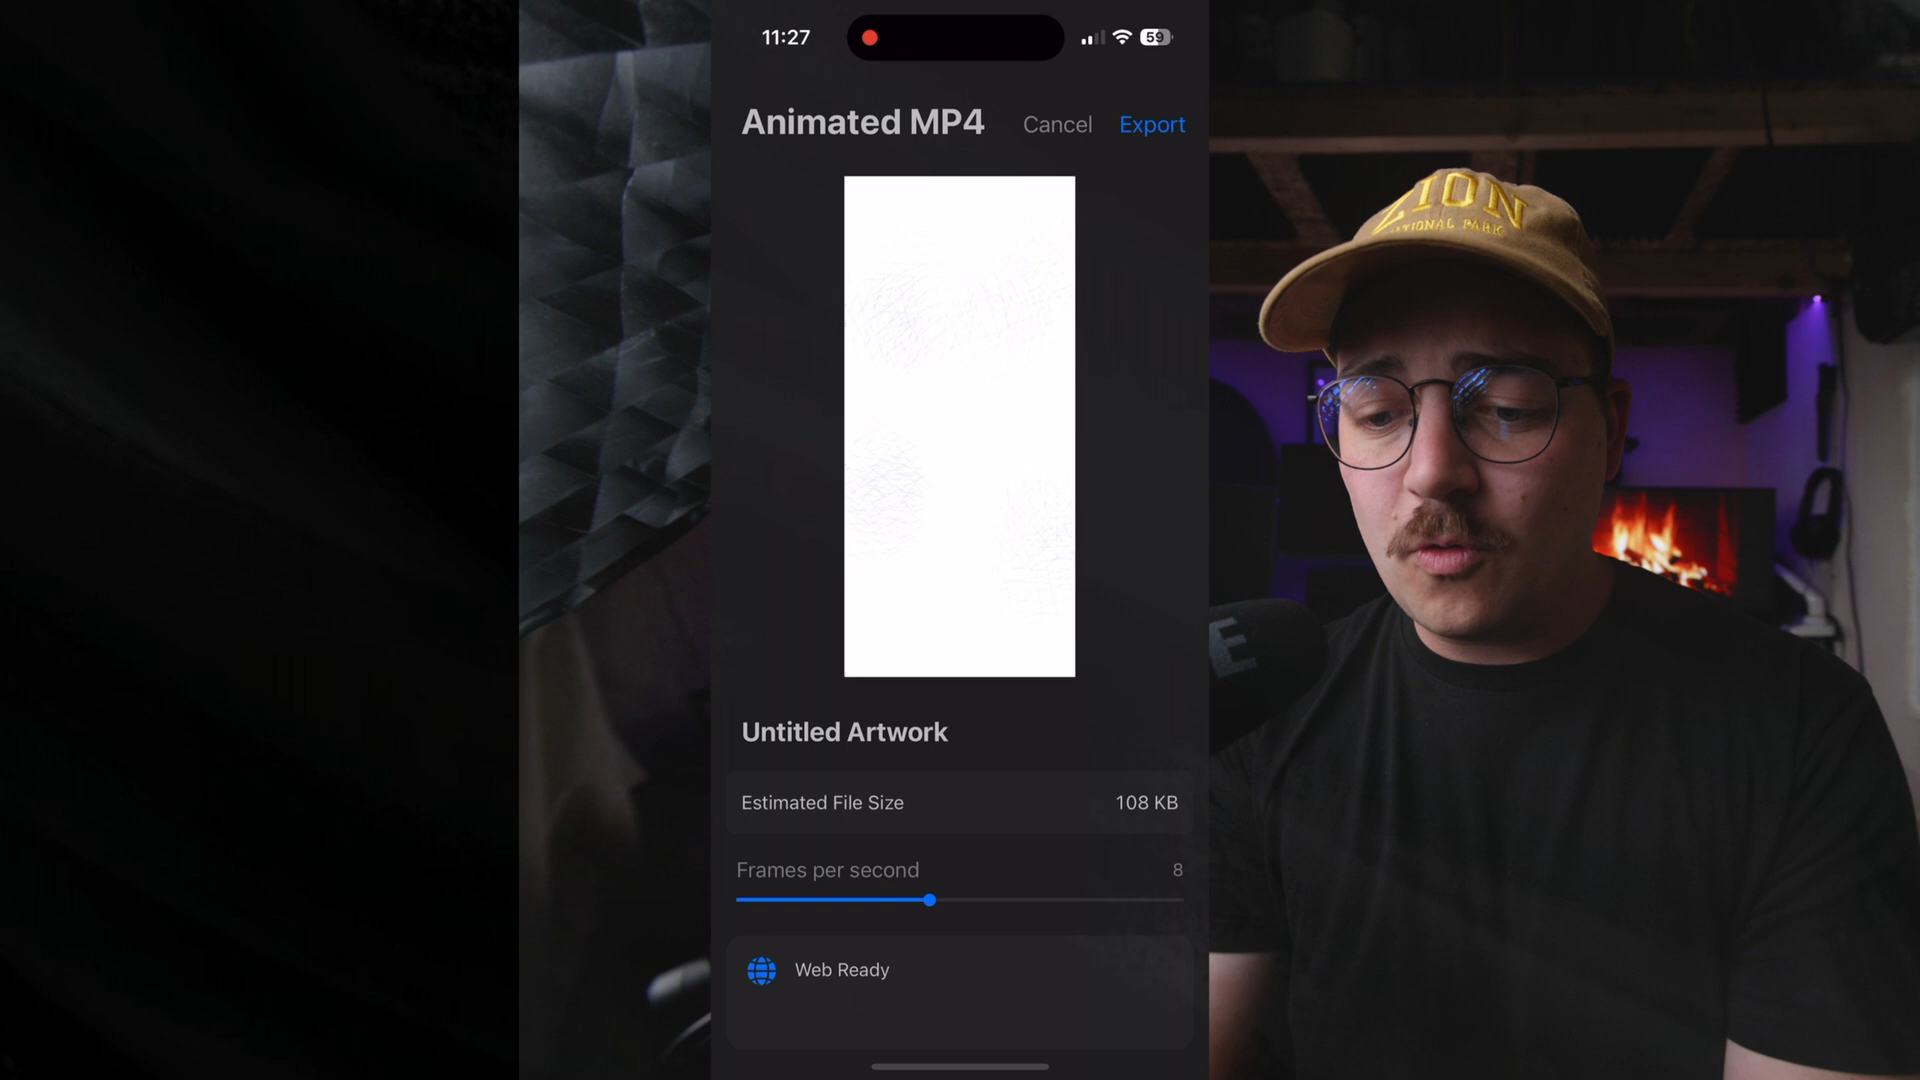 11:27
59
Animated MP4 Cancel Export
Untitled Artwork
Estimated File Size 108 KB
Frames per second 8
Web Ready
ZION
NATIONAL PARK
E